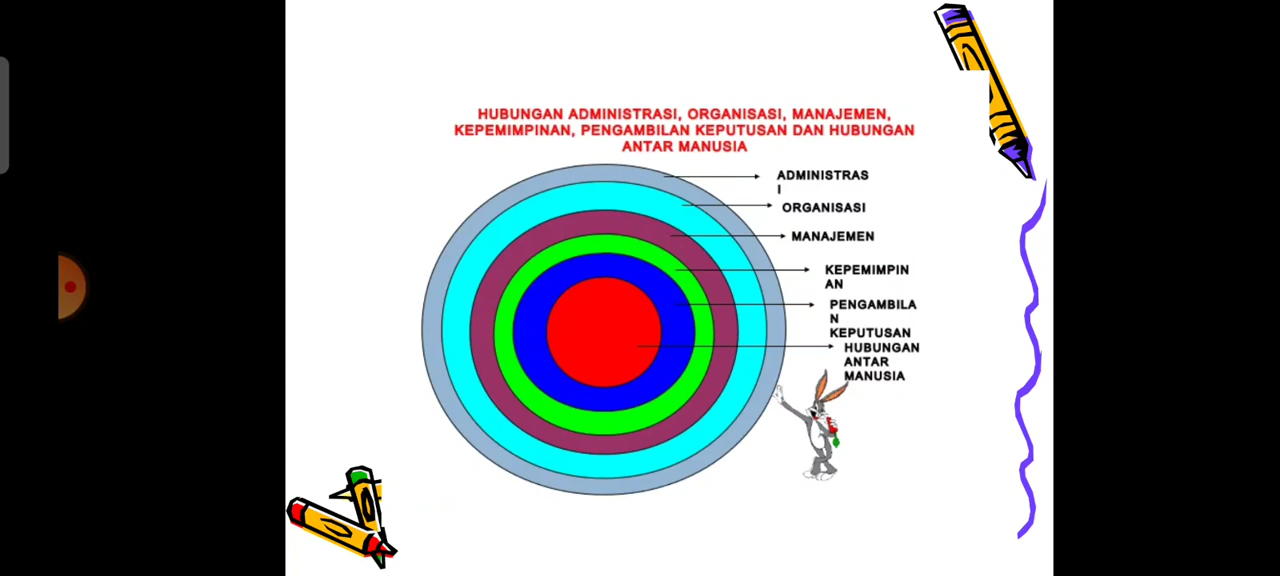 HUBUNGAN ADMINISTRASI, ORGANISASI, MANAJEMEN,
KEPEMIMPINAN, PENGAMBILAN KEPUTUSAN DAN HUBUNGAN
ANTAR MANUSIA
ADMINISTRAS
I
ORGANISASI
MANAJEMEN
KEPEMIMPIN
AN
PENGAMBILA
N
KEPUTUSAN
HUBUNGAN
ANTAR
MANUSIA